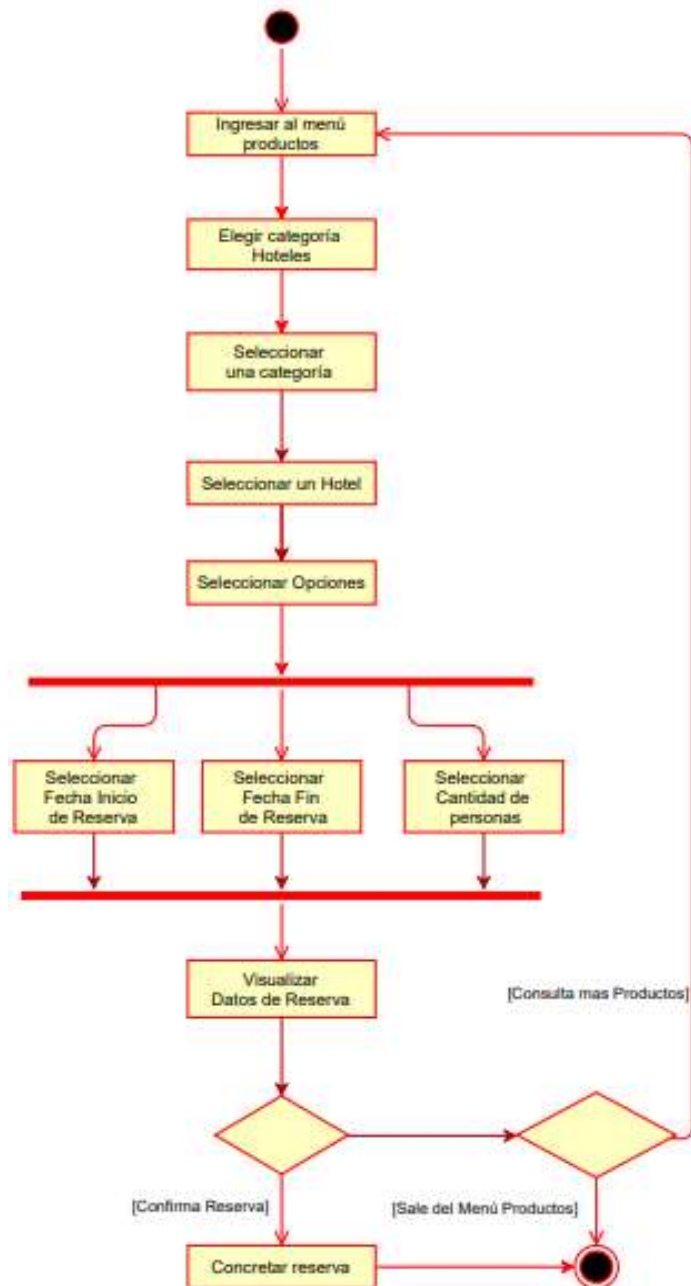 Ingresar al menú
productos
Elegir categoría
Hoteles
Seleccionar
una categoría
Seleccionar un Hotel
Seleccionar Opciones
Seleccionar
Fecha Inicio
de Reserva
Seleccionar
Fecha Fin
de Reserva
Seleccionar
Cantidad de
personas
Visualizar
Datos de Reserva
[Consulta mas Productos]
[Confirma Reserva]
[Sale del Menú Productos]
Concretar reserva